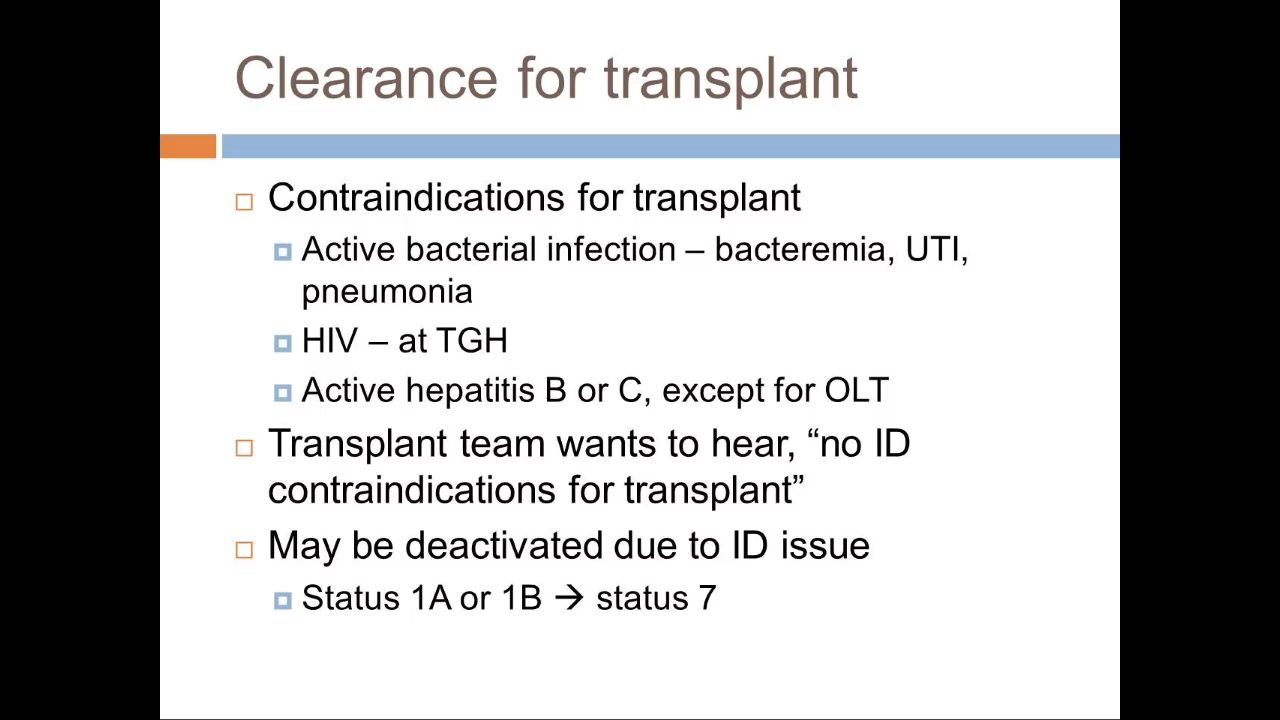 Clearance for transplant
Contraindications for transplant
Active bacterial infection – bacteremia, UTI,
pneumonia
HIV – at TGH
Active hepatitis B or C, except for OLT
Transplant team wants to hear, “no ID
contraindications for transplant”
May be deactivated due to ID issue
Status 1A or 1B → status 7